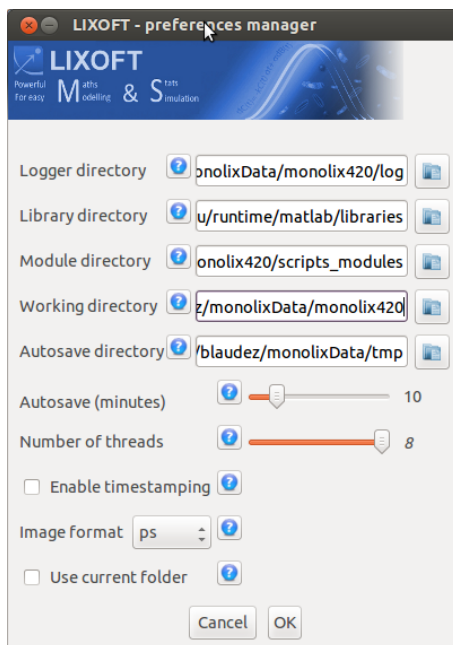 LIXOFT - preferences manager
LIXOFT
Powerful Maths Stats
For easy Modelling & Simulation
Logger directory onolixData/monolix420/log
Library directory u/runtime/matlab/libraries
Module directory onolix420/scripts_modules
Working directory z/monolixData/monolix420
Autosave directory /blaudez/monolixData/tmp
Autosave (minutes) 10
Number of threads 8
Enable timestamping
Image format ps
Use current folder
Cancel OK